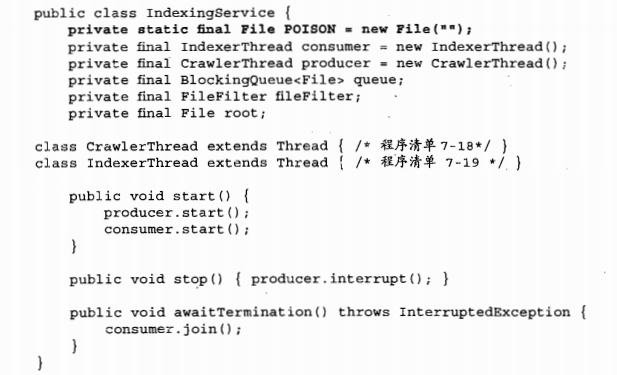 public class IndexingService {
    private static final File POISON = new File("");
    private final IndexerThread consumer = new IndexerThread();
    private final CrawlerThread producer = new CrawlerThread();
    private final BlockingQueue<File> queue;
    private final FileFilter fileFilter;
    private final File root;

class CrawlerThread extends Thread { /* 程序清单7-18*/ }
class IndexerThread extends Thread { /* 程序清单 7-19 */ }

    public void start() {
        producer.start();
        consumer.start();
    }

    public void stop() { producer.interrupt(); }

    public void awaitTermination() throws InterruptedException {
        consumer.join();
    }
}